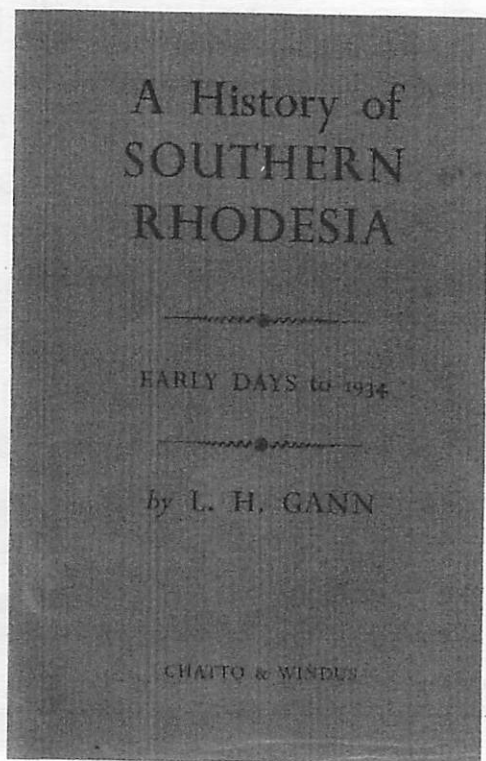 A History of
SOUTHERN
RHODESIA
EARLY DAYS to 1934
by L. H. GANN
CHATTO & WINDUS